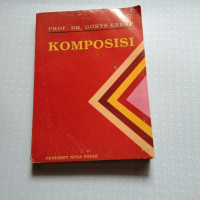 PROF. DR. GORYS KERAF
KOMPOSISI
PENERBIT NUSA INDAH